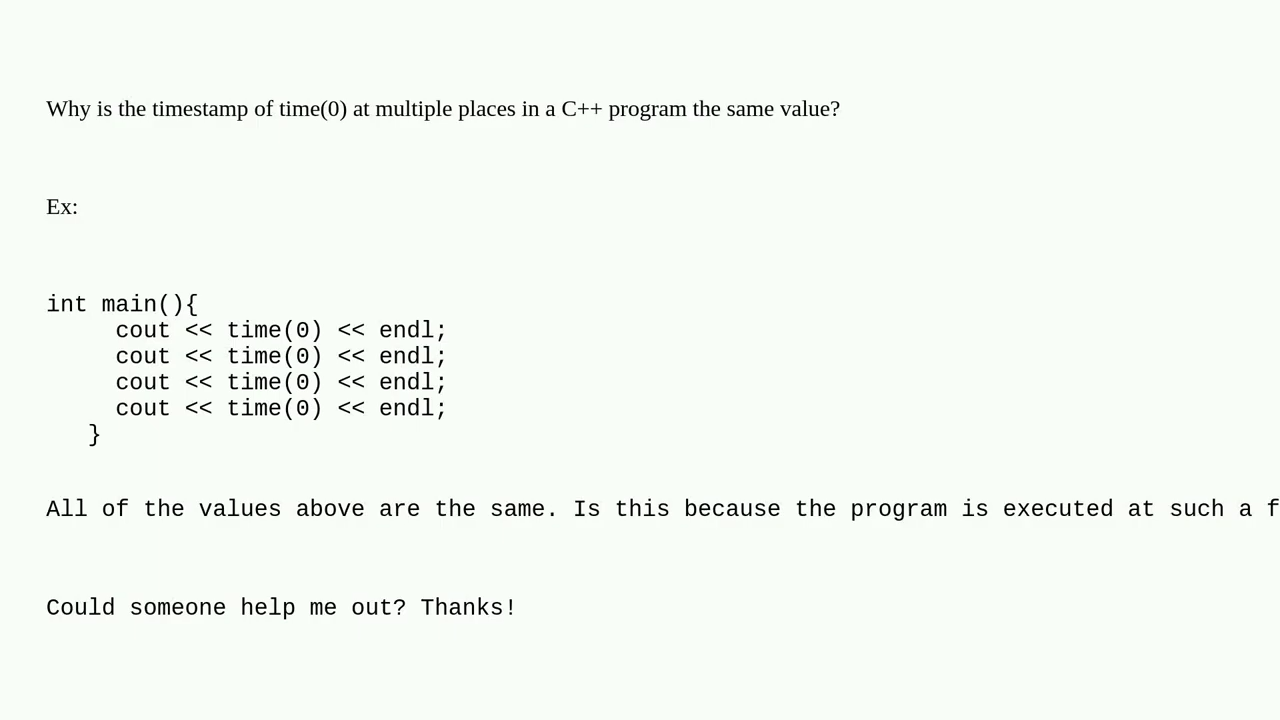 Why is the timestamp of time(0) at multiple places in a C++ program the same value?
Ex:
int main(){
     cout << time(0) << endl;
     cout << time(0) << endl;
     cout << time(0) << endl;
     cout << time(0) << endl;
   }
All of the values above are the same. Is this because the program is executed at such a
Could someone help me out? Thanks!